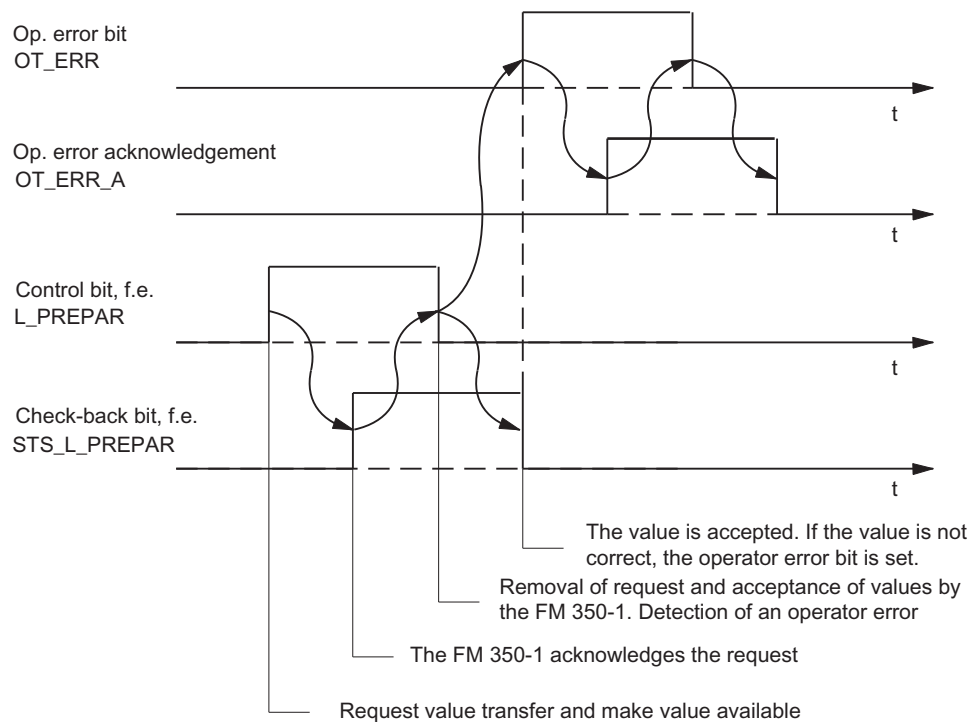 Op. error bit
OT_ERR
t
Op. error acknowledgement
OT_ERR_A
t
Control bit, f.e.
L_PREPAR
t
Check-back bit, f.e.
STS_L_PREPAR
t
The value is accepted. If the value is not
correct, the operator error bit is set.
Removal of request and acceptance of values by
the FM 350-1. Detection of an operator error
The FM 350-1 acknowledges the request
Request value transfer and make value available